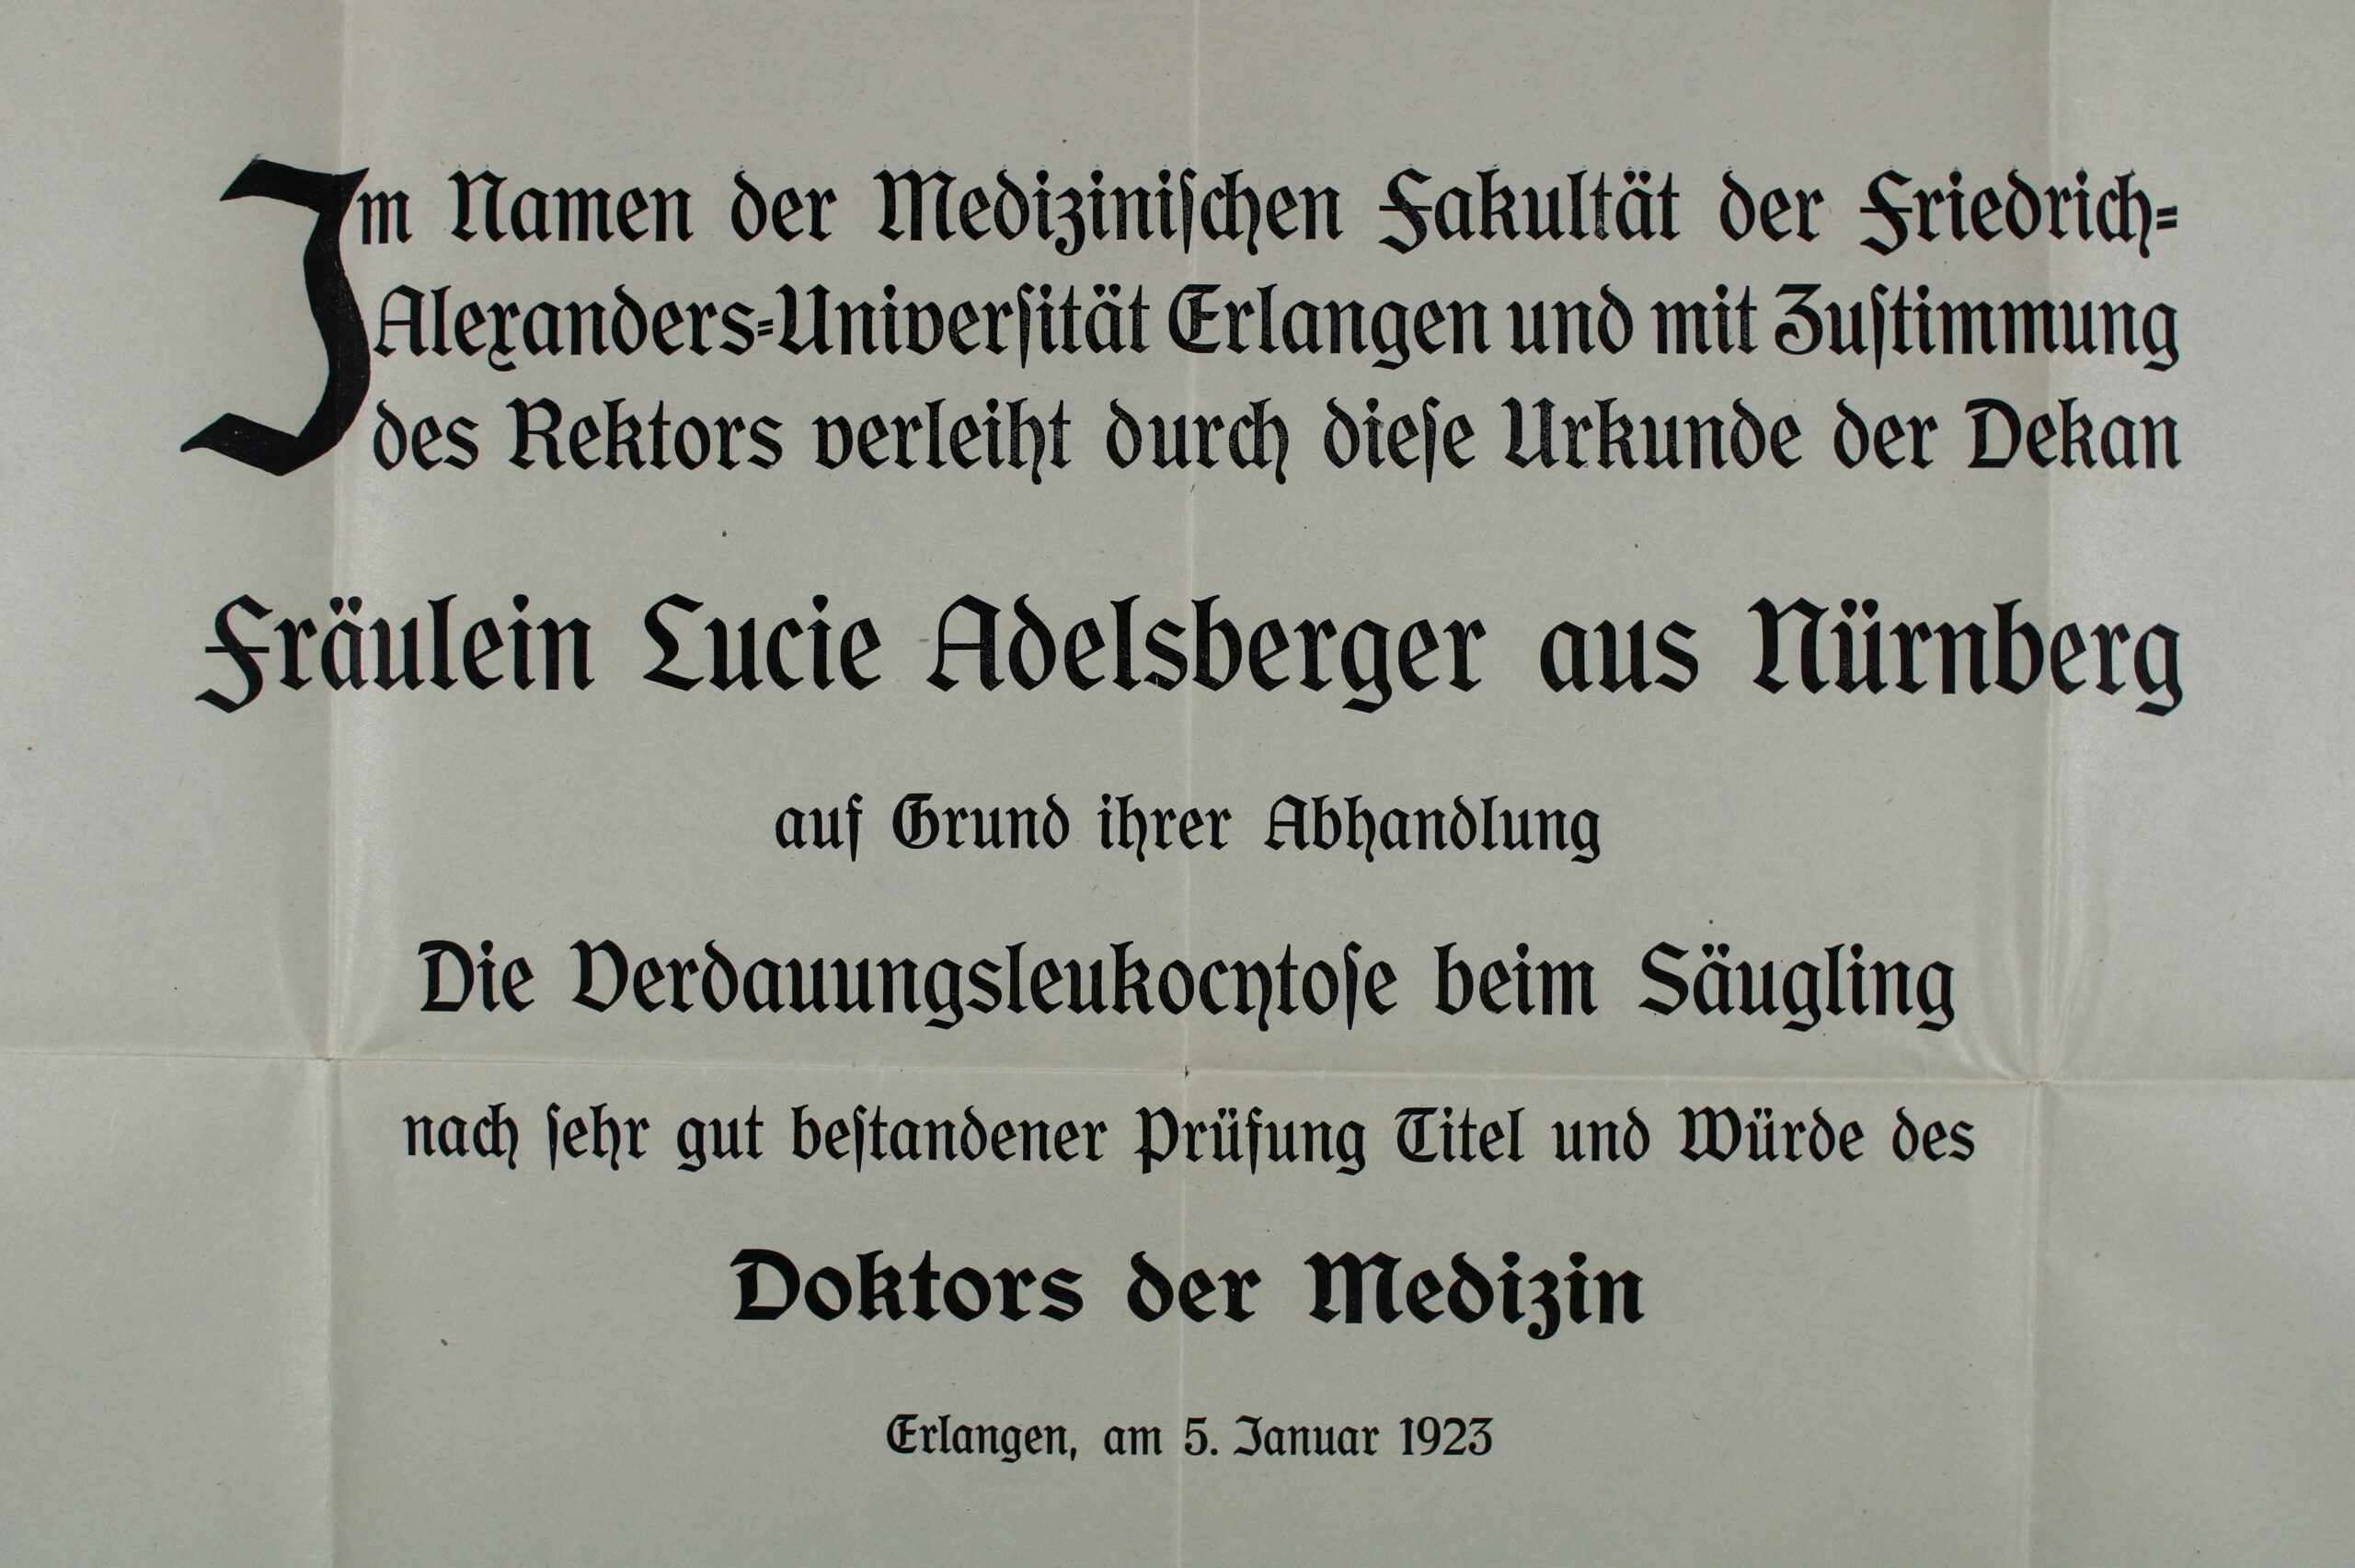 Im Namen der Medizinischen Fakultät der Friedrich-
Alexanders-Universität Erlangen und mit Zustimmung
des Rektors verleiht durch diese Urkunde der Dekan
Fräulein Lucie Adelsberger aus Nürnberg
auf Grund ihrer Abhandlung
Die Verdauungsleukocytose beim Säugling
nach sehr gut bestandener Prüfung Titel und Würde des
Doktors der Medizin
Erlangen, am 5. Januar 1923